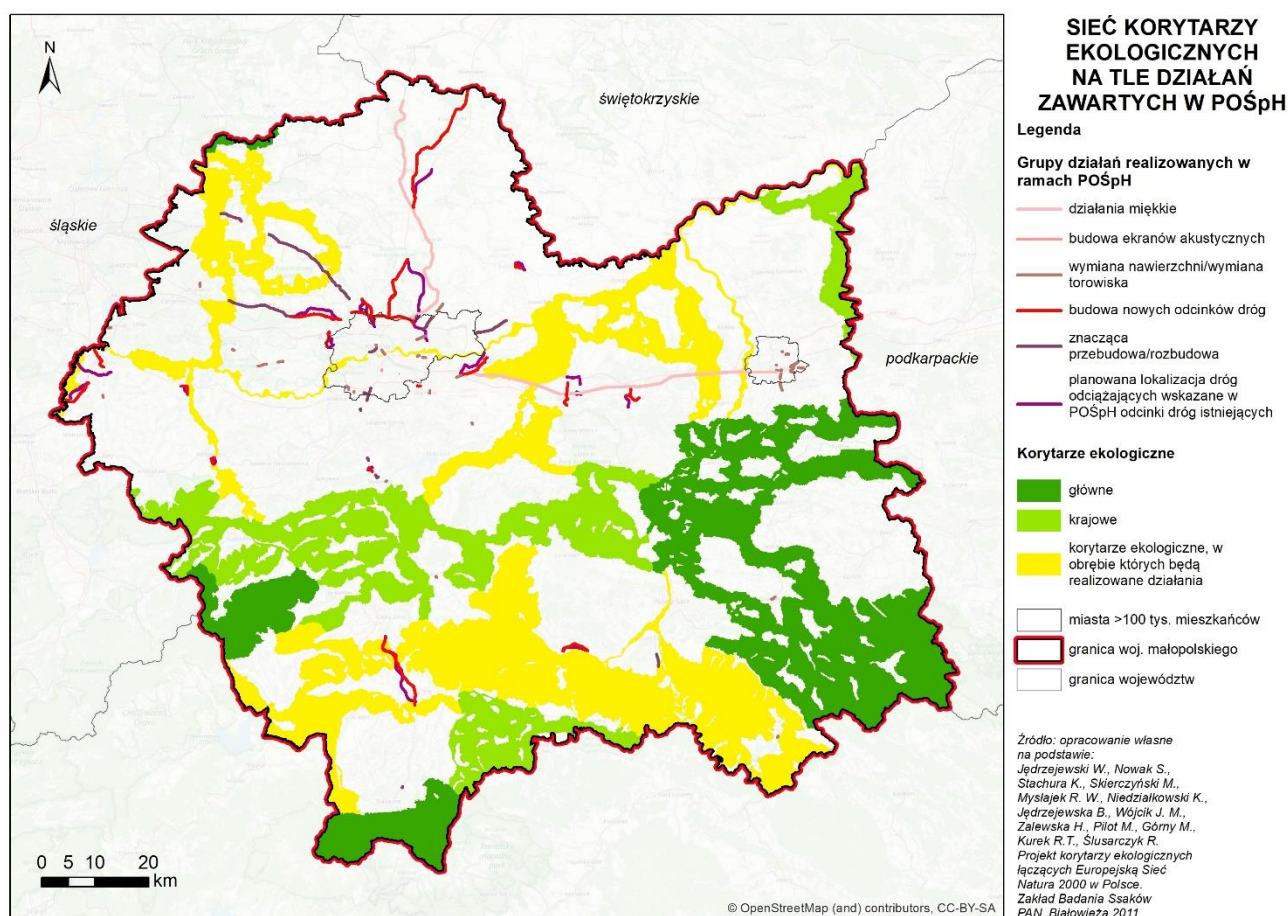 SIEĆ KORYTARZY
EKOLOGICZNYCH
NA TLE DZIAŁAŃ
ZAWARTYCH W POŚpH
Legenda
Grupy działań realizowanych w
ramach POŚpH
działania miękkie
budowa ekranów akustycznych
wymiana nawierzchni/wymiana
torowiska
budowa nowych odcinków dróg
znacząca
przebudowa/rozbudowa
planowana lokalizacja dróg
odciążających wskazane w
POŚpH odcinki dróg istniejących
Korytarze ekologiczne
główne
krajowe
korytarze ekologiczne, w
obrębie których będą
realizowane działania
miasta >100 tys. mieszkańców
granica woj. małopolskiego
granica województw
Źródło: opracowanie własne
na podstawie:
Jędrzejewski W., Nowak S.,
Stachura K., Skierczyński M.,
Mysłajek R. W., Niedziałkowski K.,
Jędrzejewska B., Wójcik J. M.,
Zalewska H., Pilot M., Górny M.,
Kurek R.T., Ślusarczyk R.
Projekt korytarzy ekologicznych
łączących Europejską Sieć
Natura 2000 w Polsce.
Zakład Badania Ssaków
PAN, Białowieża 2011
N
świętokrzyskie
śląskie
podkarpackie
0 5 10 20
km
© OpenStreetMap (and) contributors, CC-BY-SA